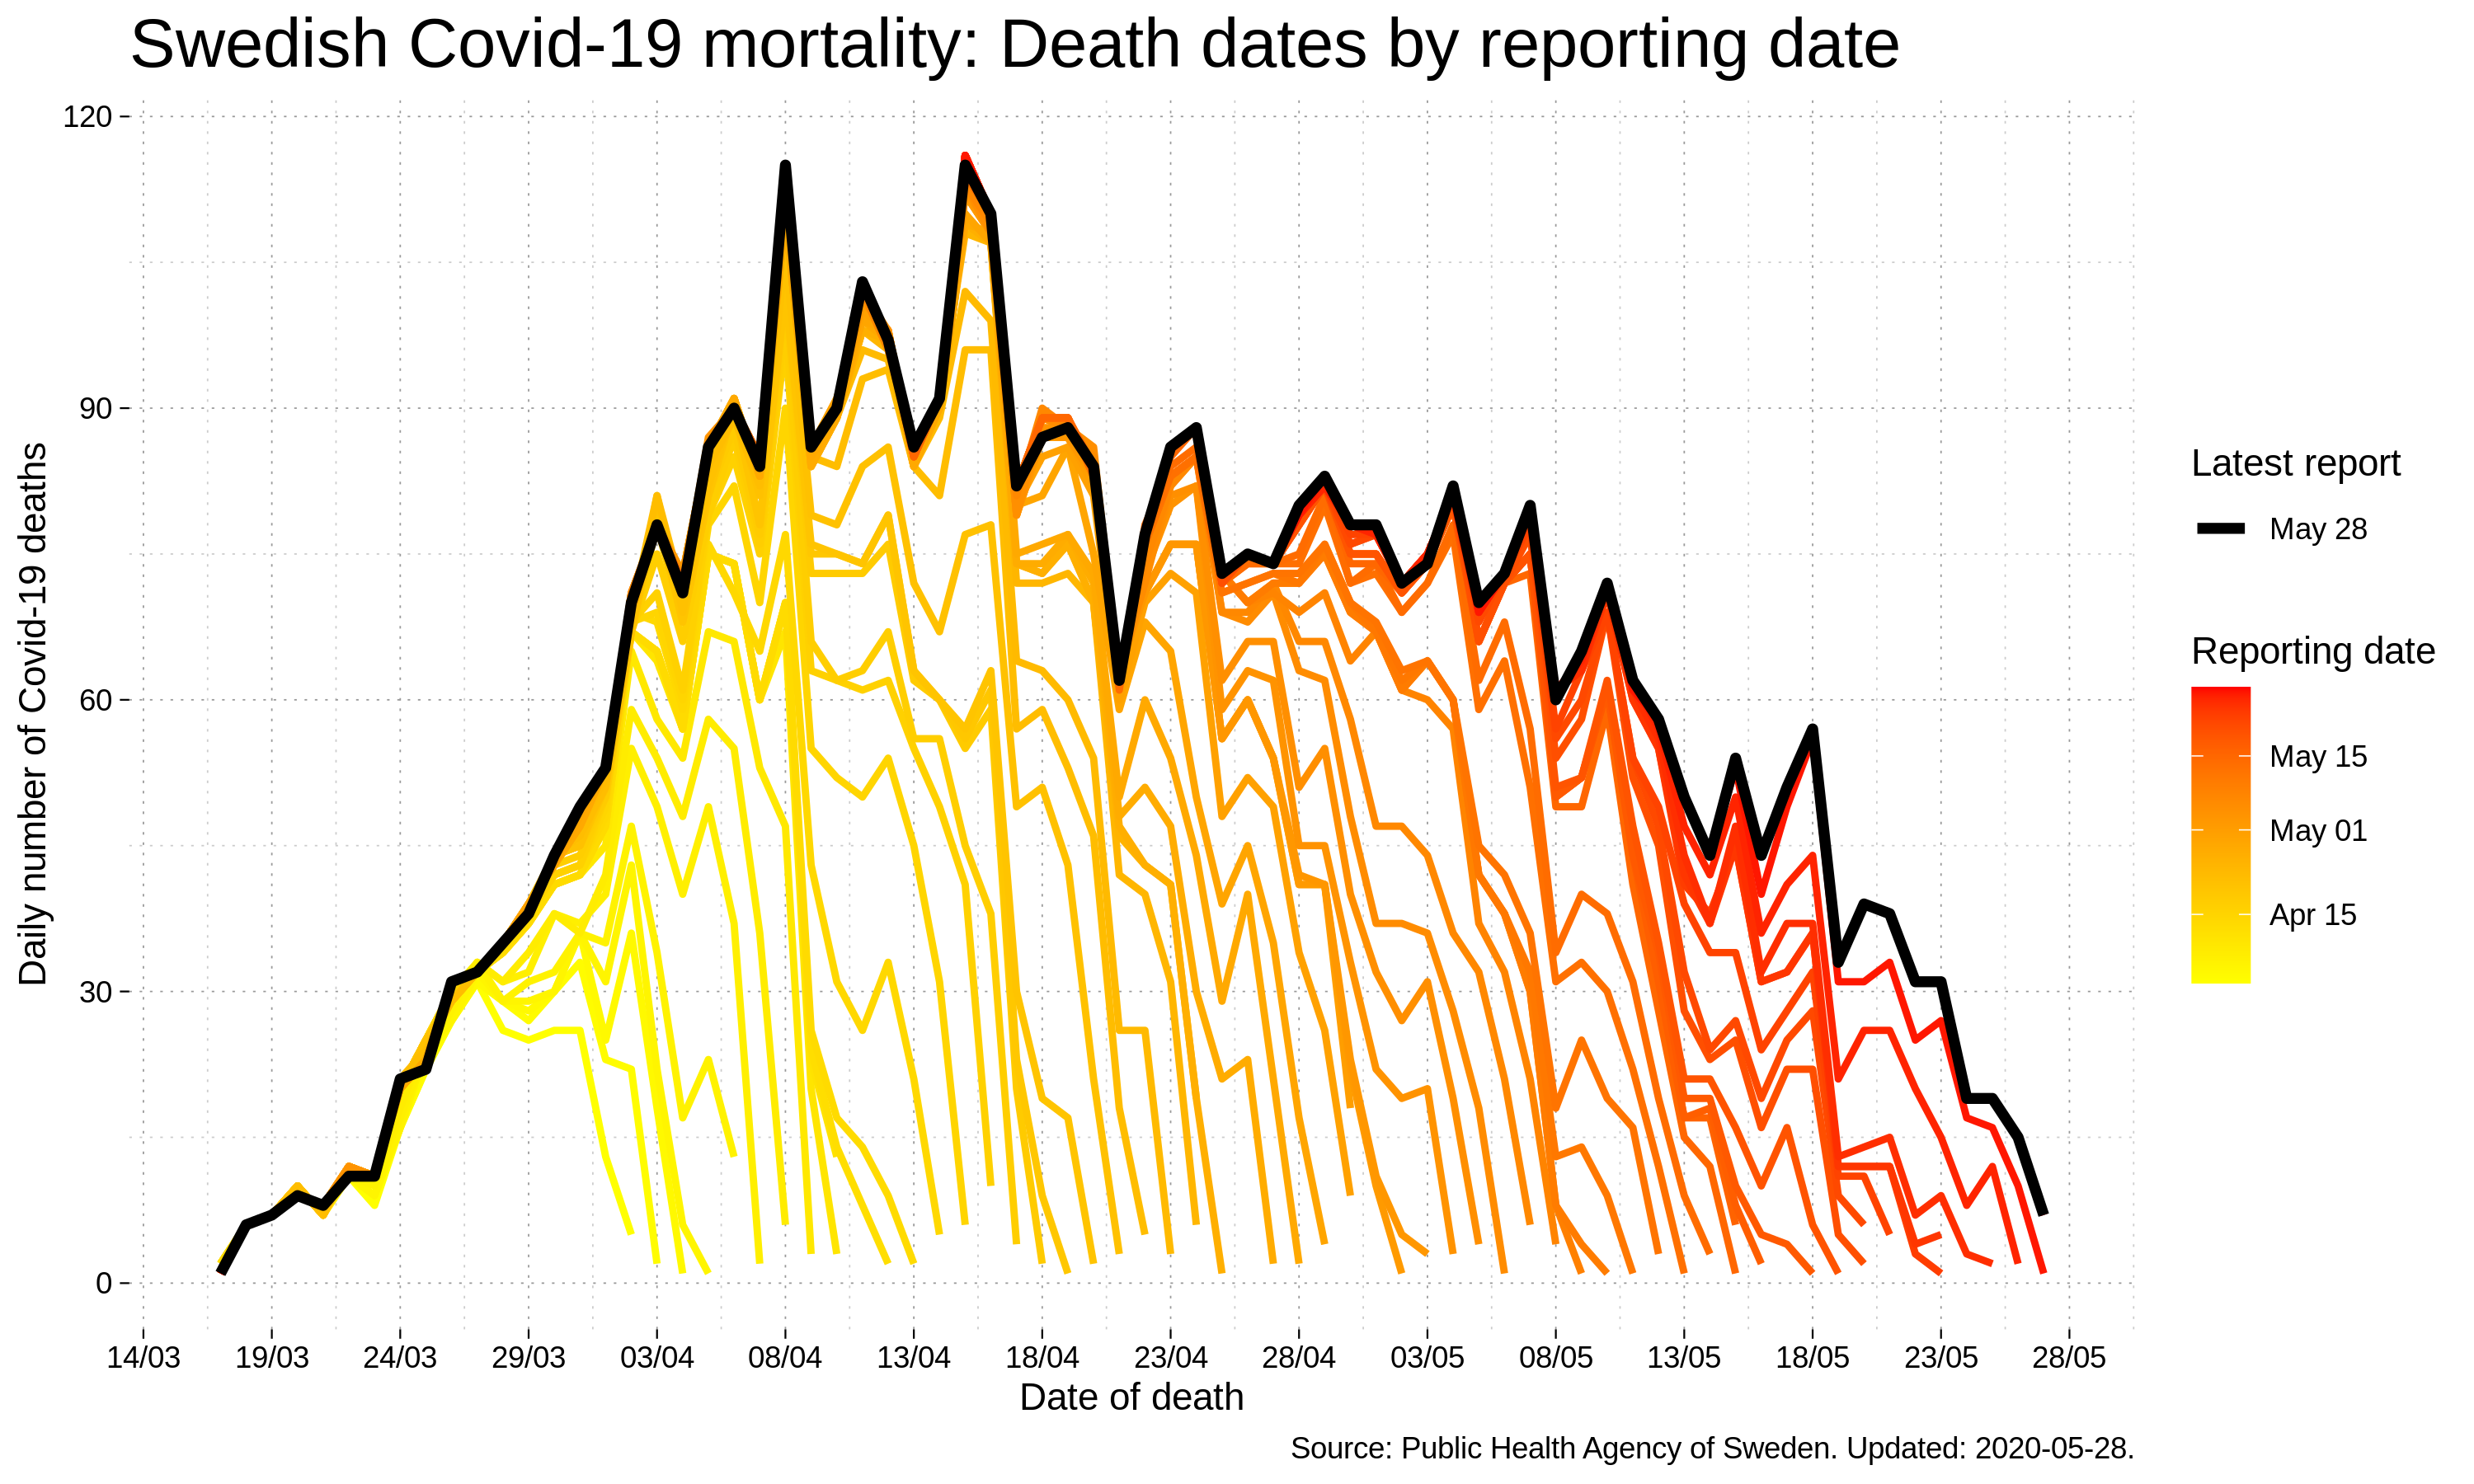 Swedish Covid-19 mortality: Death dates by reporting date
Daily number of Covid-19 deaths
120
90
60
30
0
14/03 19/03 24/03 29/03 03/04 08/04 13/04 18/04 23/04 28/04 03/05 08/05 13/05 18/05 23/05 28/05
Date of death
Latest report
May 28
Reporting date
May 15
May 01
Apr 15
Source: Public Health Agency of Sweden. Updated: 2020-05-28.